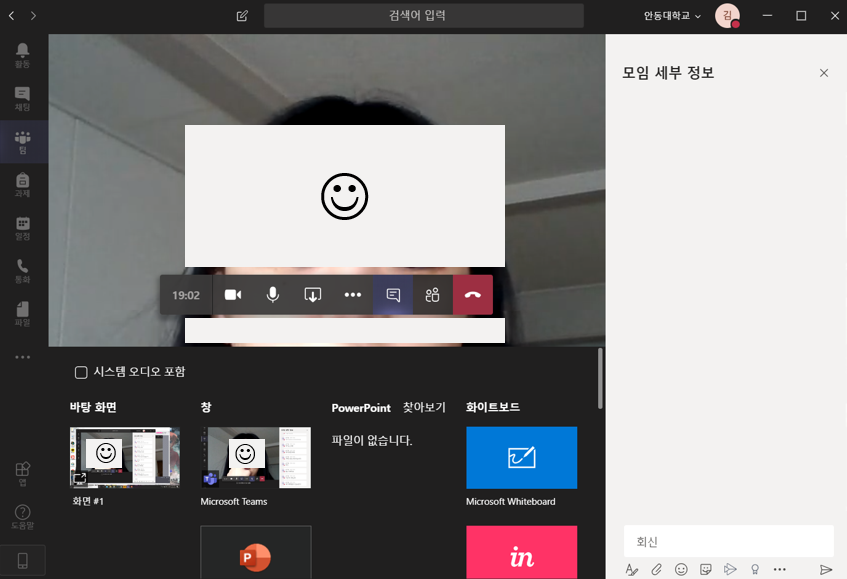 검색어 입력
안동대학교
김
활동
채팅
팀
과제
일정
통화
파일
앱
도움말
모임 세부 정보
19:02
시스템 오디오 포함
바탕 화면
창
PowerPoint 찾아보기
화이트보드
파일이 없습니다.
화면 #1
Microsoft Teams
Microsoft Whiteboard
P
in
회신